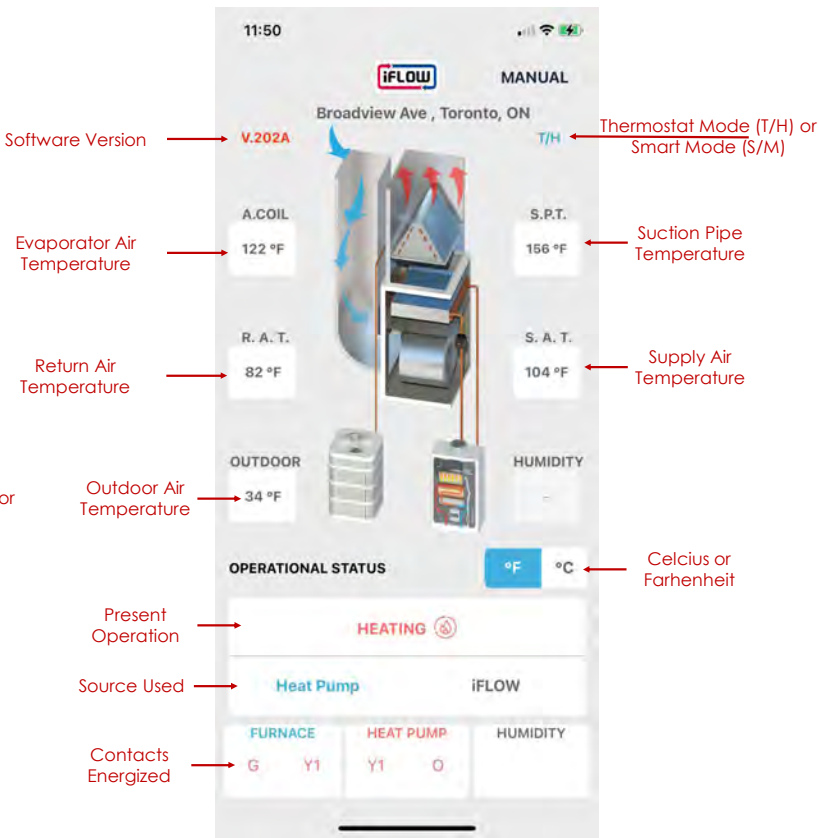 11:50
iFLOW
MANUAL
Broadview Ave , Toronto, ON
Software Version
V.202A
T/H
Thermostat Mode (T/H) or
Smart Mode (S/M)
A.COIL
S.P.T.
Evaporator Air
Temperature
122 °F
156 °F
Suction Pipe
Temperature
R. A. T.
S. A. T.
Return Air
Temperature
82 °F
104 °F
Supply Air
Temperature
OUTDOOR
HUMIDITY
or
Outdoor Air
Temperature
34 °F
-
OPERATIONAL STATUS
°F
°C
Celcius or
Farhenheit
Present
Operation
HEATING
Source Used
Heat Pump
iFLOW
FURNACE
HEAT PUMP
HUMIDITY
Contacts
Energized
G
Y1
Y1
O